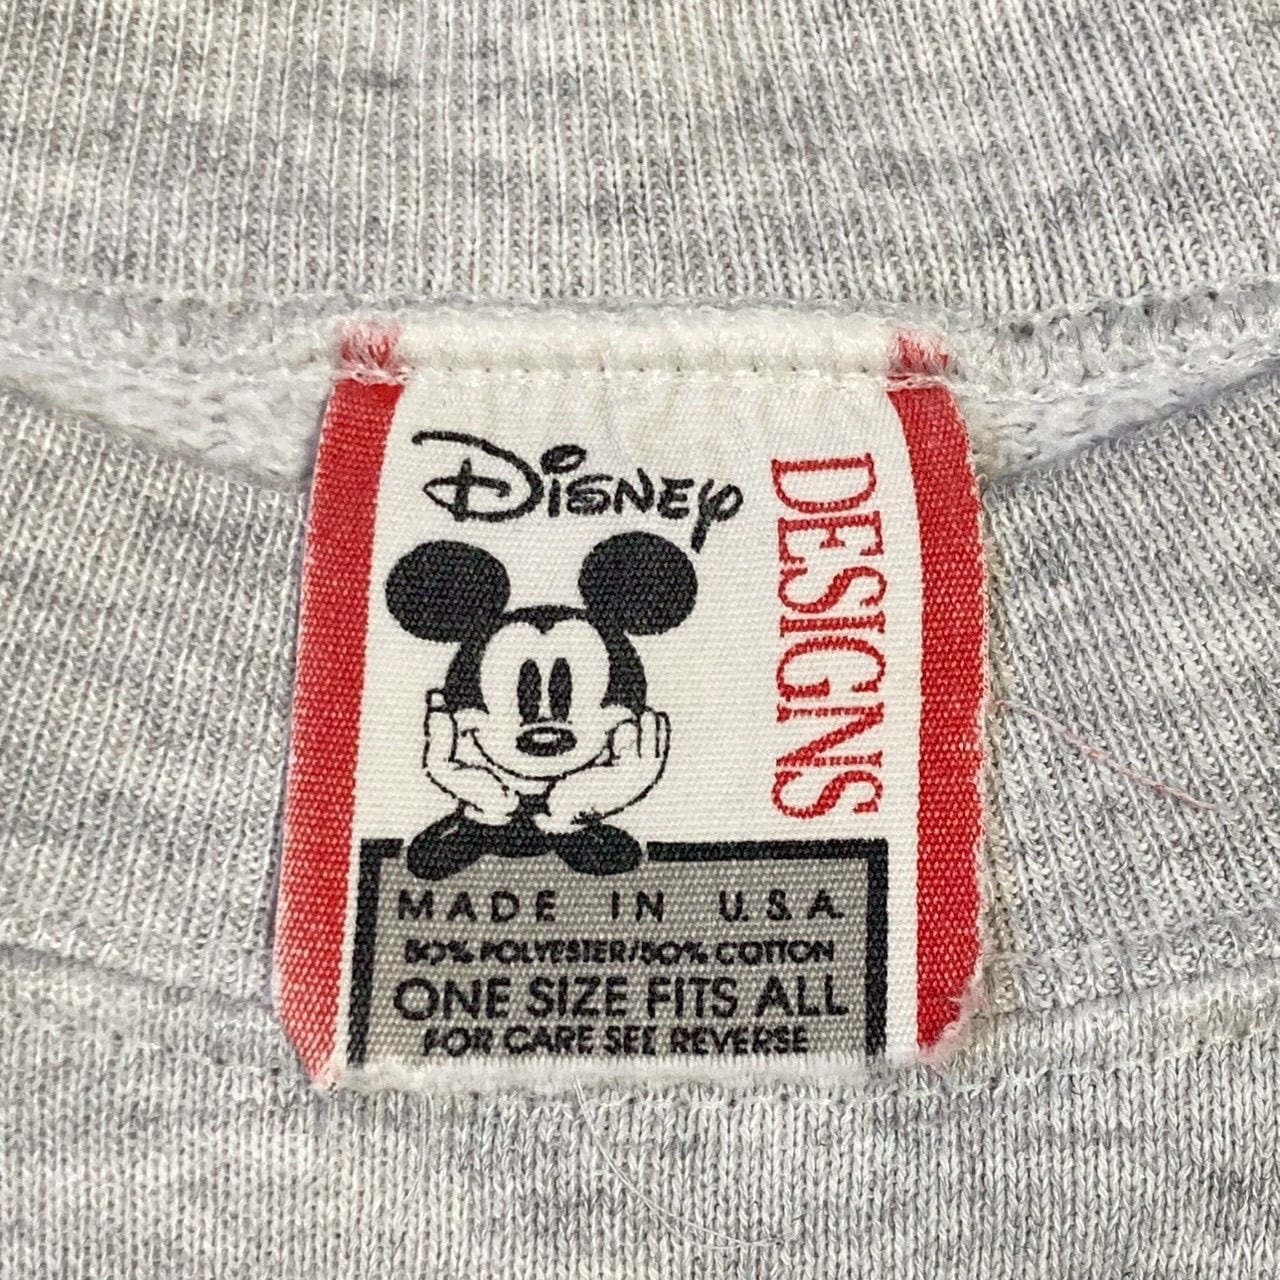 Disney
DESIGNS
MADE IN U.S.A.
50% POLYESTER/50% COTTON
ONE SIZE FITS ALL
FOR CARE SEE REVERSE